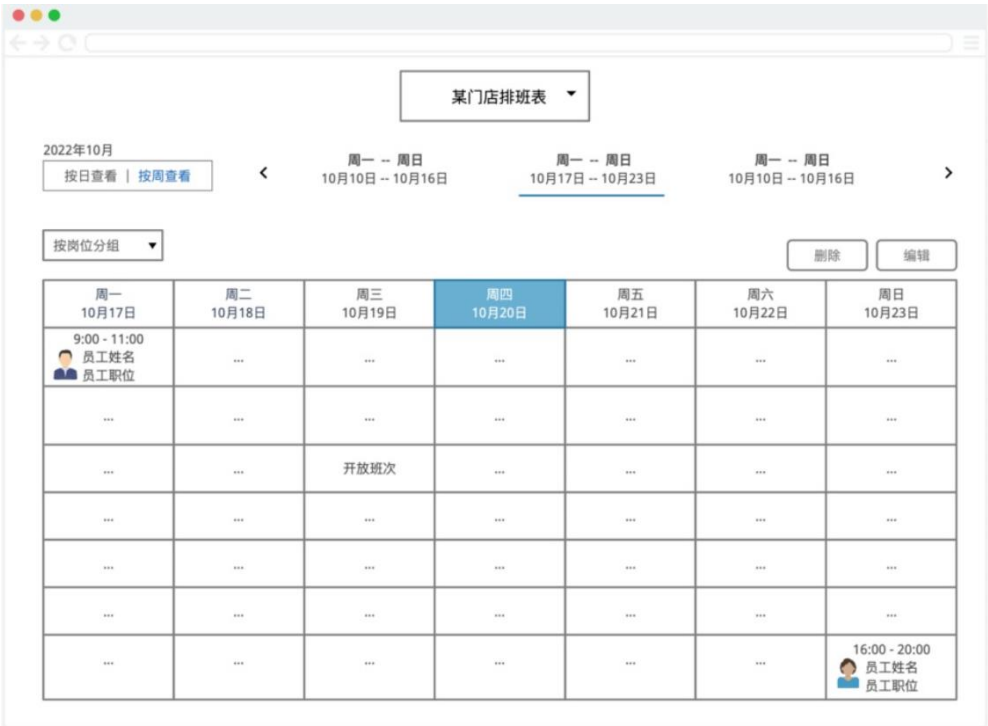 某门店排班表
2022年10月
按日查看 | 按周查看
周一 -- 周日
10月10日 -- 10月16日
周一 -- 周日
10月17日 -- 10月23日
周一 -- 周日
10月10日 -- 10月16日
按岗位分组
删除
编辑
周一 周二 周三 周四 周五 周六 周日
10月17日 10月18日 10月19日 10月20日 10月21日 10月22日 10月23日
9:00 - 11:00
员工姓名
员工职位
... ... ... ... ... ...
... ... ... ... ... ... ...
... ... 开放班次 ... ... ... ...
... ... ... ... ... ... ...
... ... ... ... ... ... ...
... ... ... ... ... ... ...
... ... ... ... ... ...
16:00 - 20:00
员工姓名
员工职位